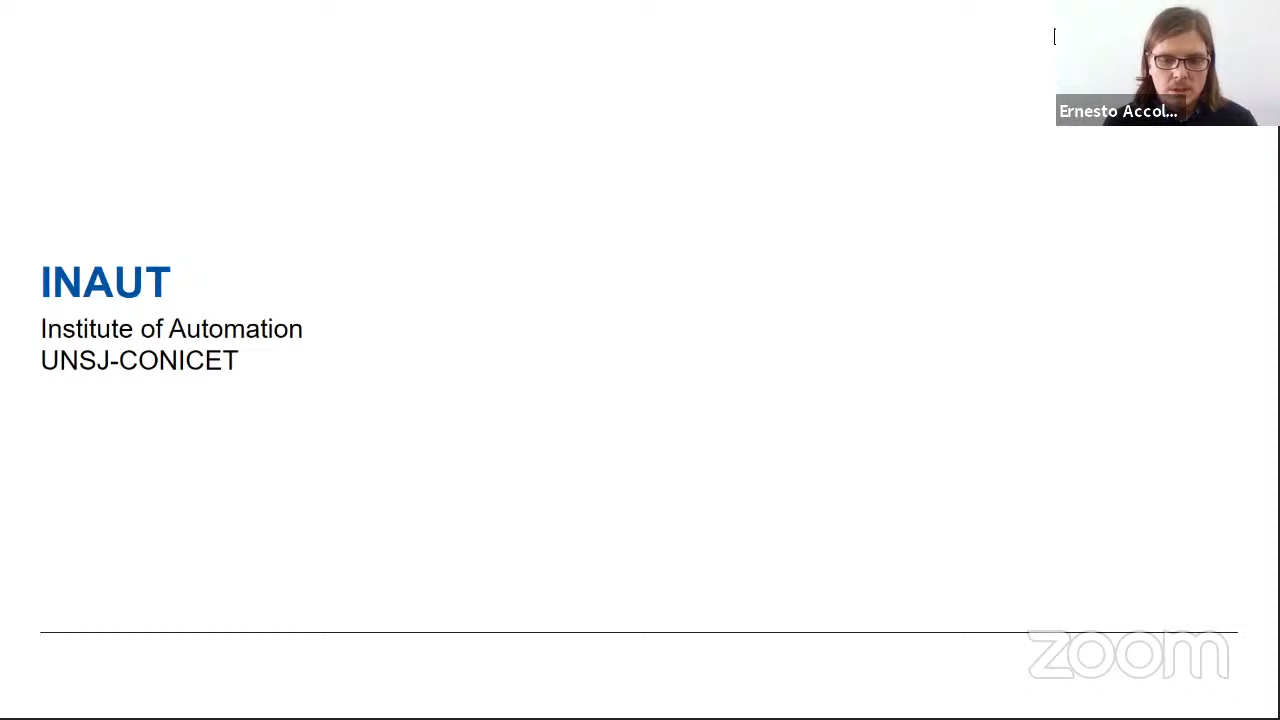 Ernesto Accol...
INAUT
Institute of Automation
UNSJ-CONICET
zoom